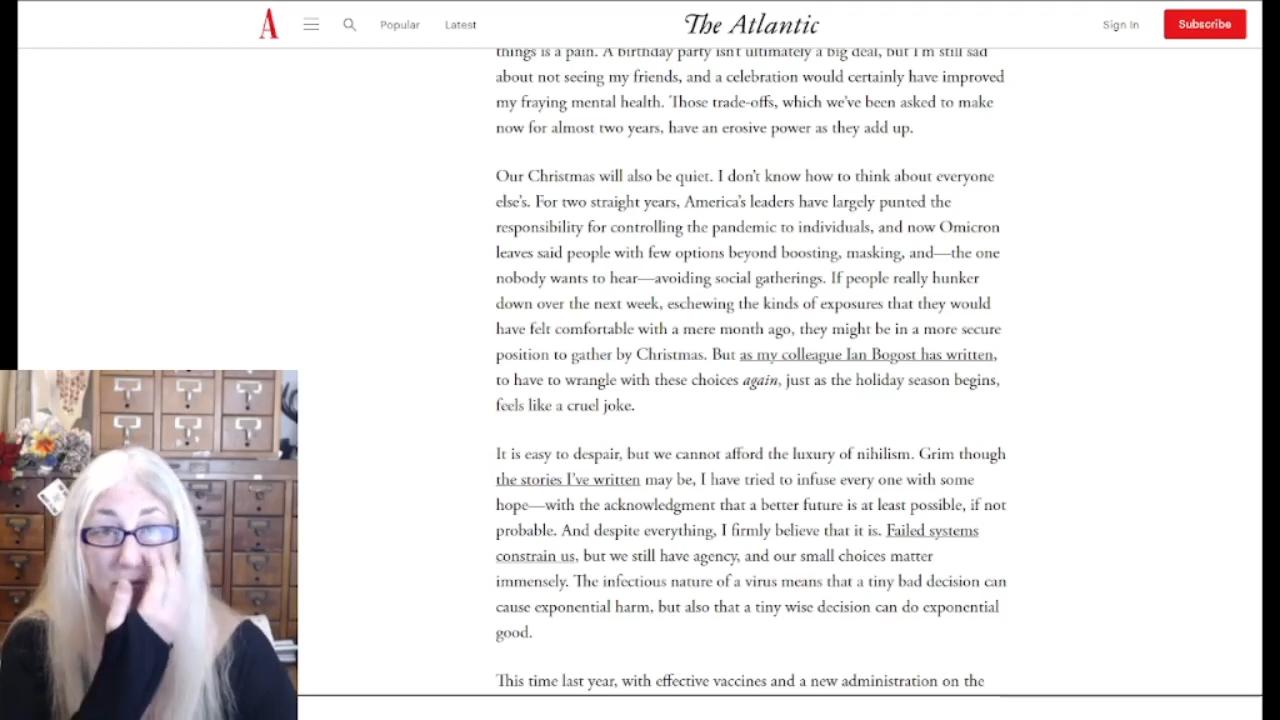 A
Popular
Latest
The Atlantic
Sign In
Subscribe
things is a pain. A birthday party isn't ultimately a big deal, but I'm still sad
about not seeing my friends, and a celebration would certainly have improved
my fraying mental health. Those trade-offs, which we've been asked to make
now for almost two years, have an erosive power as they add up.
Our Christmas will also be quiet. I don't know how to think about everyone
else's. For two straight years, America's leaders have largely punted the
responsibility for controlling the pandemic to individuals, and now Omicron
leaves said people with few options beyond boosting, masking, and—the one
nobody wants to hear—avoiding social gatherings. If people really hunker
down over the next week, eschewing the kinds of exposures that they would
have felt comfortable with a mere month ago, they might be in a more secure
position to gather by Christmas. But as my colleague Ian Bogost has written,
to have to wrangle with these choices again, just as the holiday season begins,
feels like a cruel joke.
It is easy to despair, but we cannot afford the luxury of nihilism. Grim though
the stories I've written may be, I have tried to infuse every one with some
hope—with the acknowledgment that a better future is at least possible, if not
probable. And despite everything, I firmly believe that it is. Failed systems
constrain us, but we still have agency, and our small choices matter
immensely. The infectious nature of a virus means that a tiny bad decision can
cause exponential harm, but also that a tiny wise decision can do exponential
good.
This time last year, with effective vaccines and a new administration on the